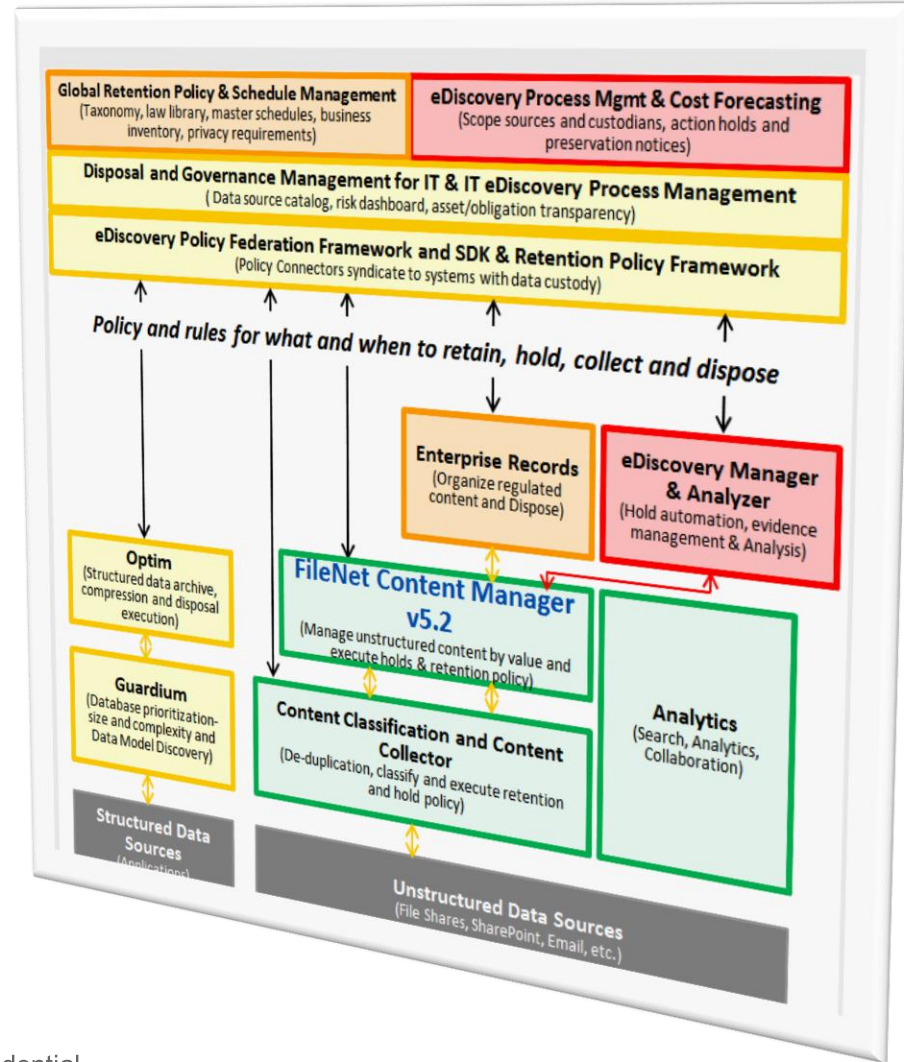 Global Retention Policy & Schedule Management
(Taxonomy, law library, master schedules, business
inventory, privacy requirements)
eDiscovery Process Mgmt & Cost Forecasting
(Scope sources and custodians, action holds and
preservation notices)
Disposal and Governance Management for IT & IT eDiscovery Process Management
( Data source catalog, risk dashboard, asset/obligation transparency)
eDiscovery Policy Federation Framework and SDK & Retention Policy Framework
(Policy Connectors syndicate to systems with data custody)
Policy and rules for what and when to retain, hold, collect and dispose
Enterprise Records
(Organize regulated
content and Dispose)
eDiscovery Manager
& Analyzer
(Hold automation, evidence
management & Analysis)
Optim
(Structured data archive,
compression and disposal
execution)
FileNet Content Manager
v5.2
(Manage unstructured content by value and
execute holds & retention policy)
Guardium
(Database prioritization-
size and complexity and
Data Model Discovery)
Content Classification and Content
Collector
(De-duplication, classify and execute retention
and hold policy)
Analytics
(Search, Analytics,
Collaboration)
Structured Data
Sources
(Applications)
Unstructured Data Sources
(File Shares, SharePoint, Email, etc.)